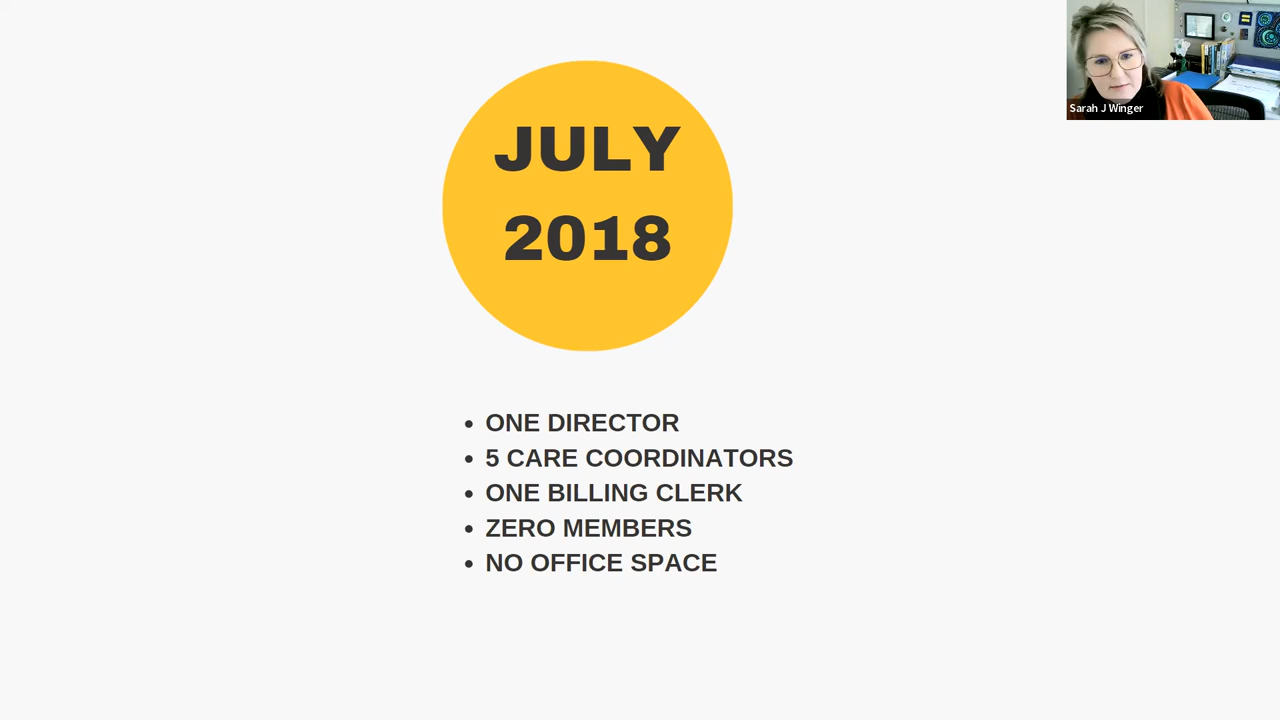 JULY
2018
• ONE DIRECTOR
• 5 CARE COORDINATORS
• ONE BILLING CLERK
• ZERO MEMBERS
• NO OFFICE SPACE
Sarah J Winger